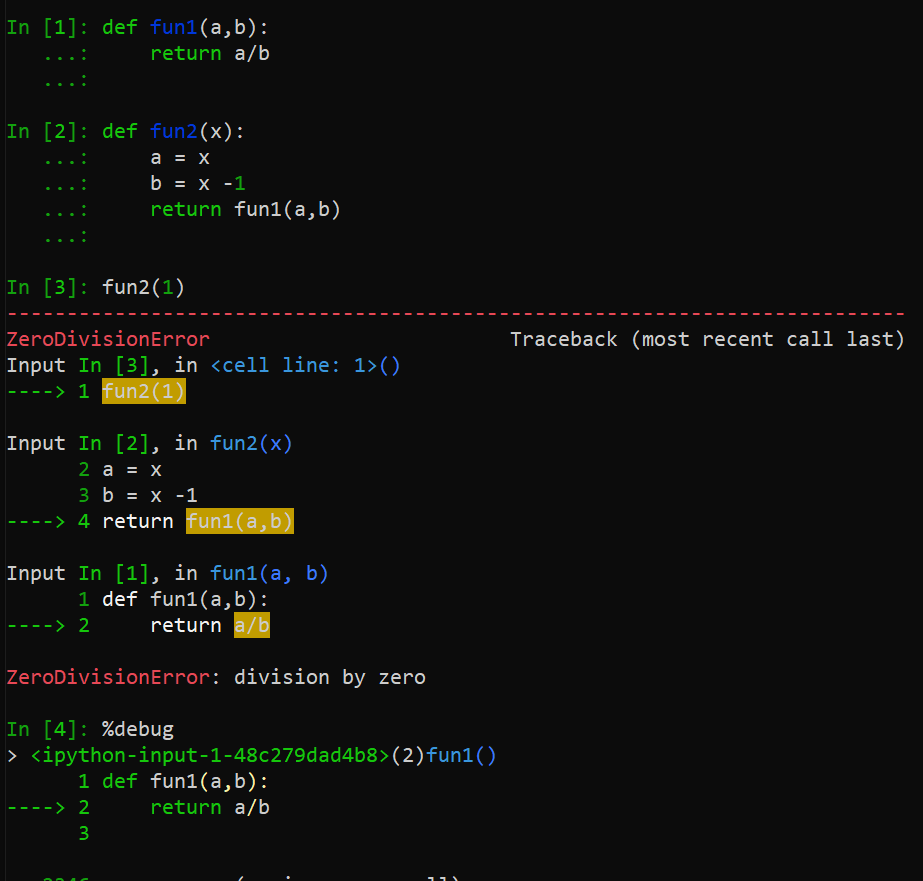 In [1]: def fun1(a,b):
   ...:     return a/b
   ...:
In [2]: def fun2(x):
   ...:     a = x
   ...:     b = x -1
   ...:     return fun1(a,b)
   ...:
In [3]: fun2(1)
---------------------------------------------------------------------------
ZeroDivisionError                         Traceback (most recent call last)
Input In [3], in <cell line: 1>()
----> 1 fun2(1)
Input In [2], in fun2(x)
      2 a = x
      3 b = x -1
----> 4 return fun1(a,b)
Input In [1], in fun1(a, b)
      1 def fun1(a,b):
----> 2     return a/b
ZeroDivisionError: division by zero
In [4]: %debug
> <ipython-input-1-48c279dad4b8>(2)fun1()
      1 def fun1(a,b):
----> 2     return a/b
      3